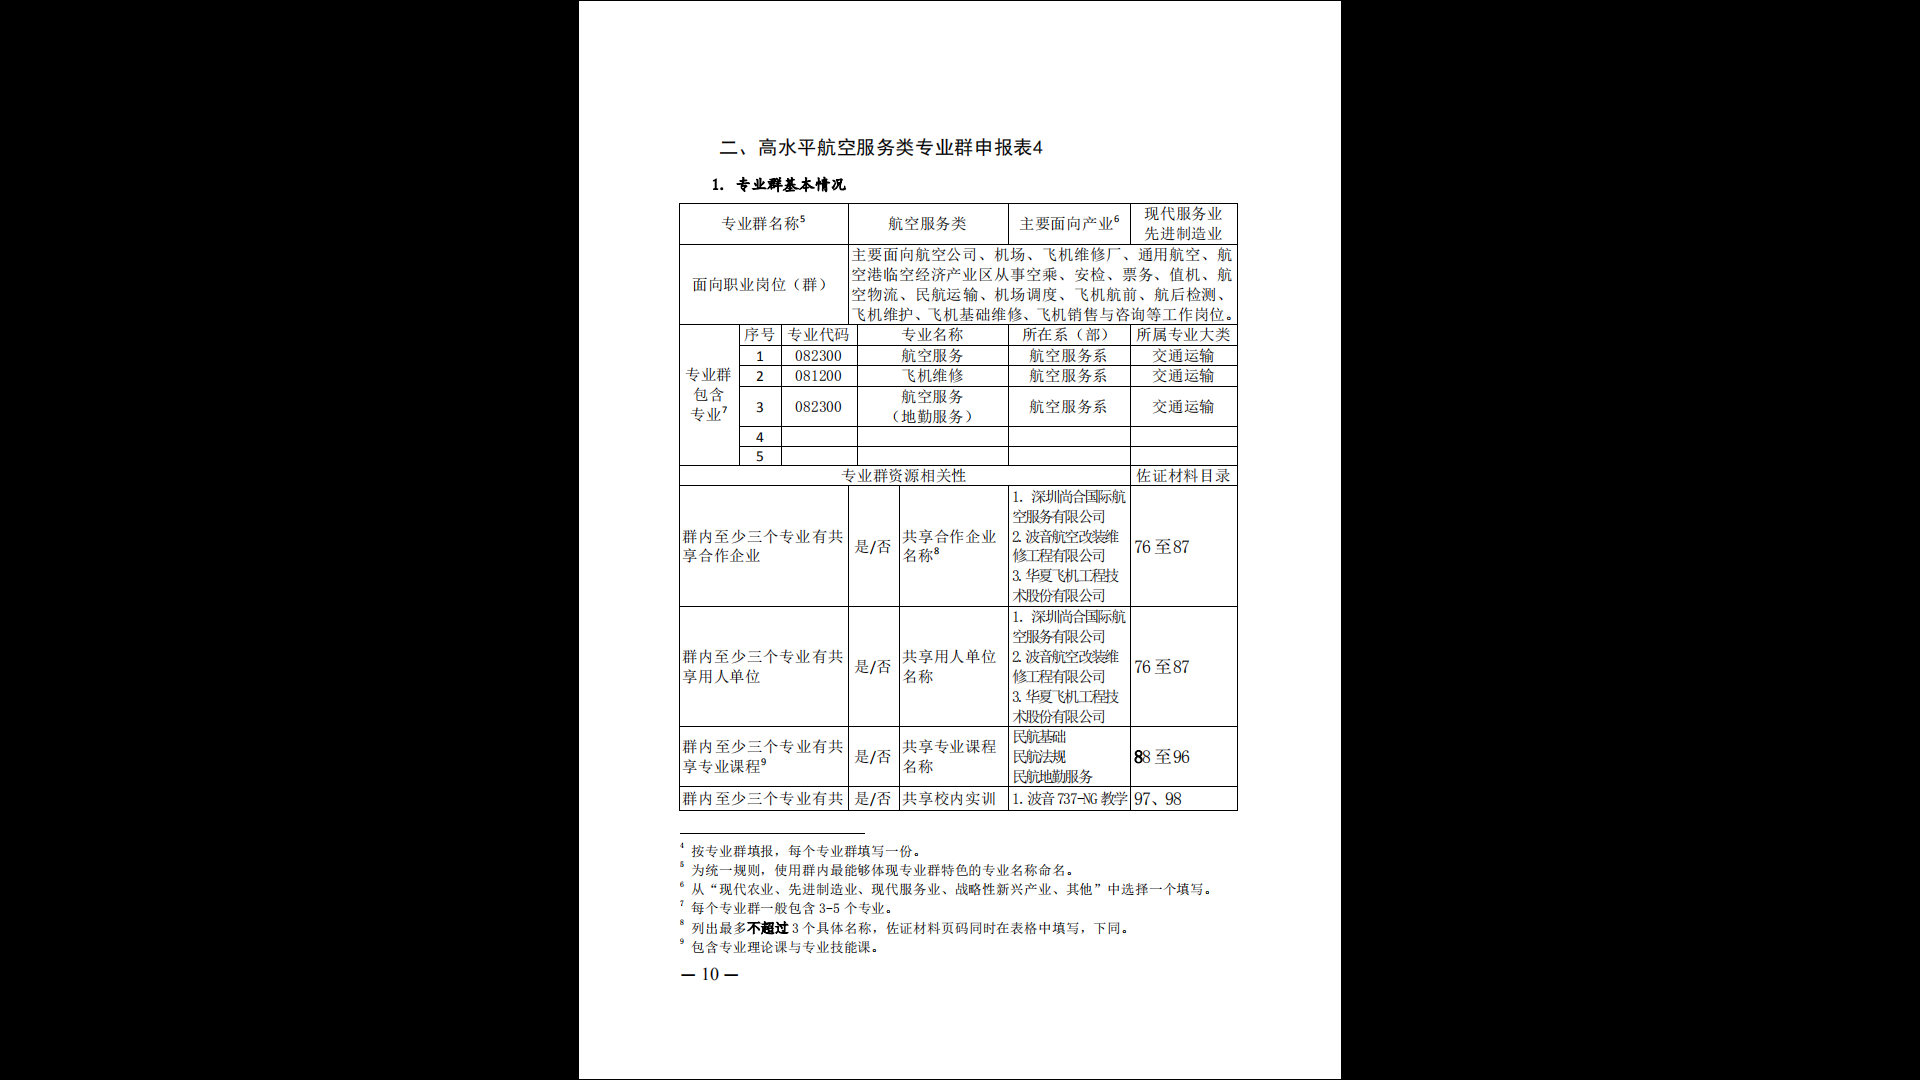 二、高水平航空服务类专业群申报表4
1. 专业群基本情况
专业群名称5 航空服务类 主要面向产业6 现代服务业
先进制造业
面向职业岗位（群） 主要面向航空公司、机场、飞机维修厂、通用航空、航
空港临空经济产业区从事空乘、安检、票务、值机、航
空物流、民航运输、机场调度、飞机航前、航后检测、
飞机维护、飞机基础维修、飞机销售与咨询等工作岗位。
专业群
包含
专业7
序号 专业代码 专业名称 所在系（部） 所属专业大类
1 082300 航空服务 航空服务系 交通运输
2 081200 飞机维修 航空服务系 交通运输
3 082300 航空服务
（地勤服务） 航空服务系 交通运输
4
5
专业群资源相关性 佐证材料目录
群内至少三个专业有共
享合作企业
是/否
共享合作企业
名称8
1. 深圳尚合国际航
空服务有限公司
2. 波音航空改装维
修工程有限公司
3. 华夏飞机工程技
术股份有限公司
76 至 87
群内至少三个专业有共
享用人单位
是/否
共享用人单位
名称
1. 深圳尚合国际航
空服务有限公司
2. 波音航空改装维
修工程有限公司
3. 华夏飞机工程技
术股份有限公司
76 至 87
群内至少三个专业有共
享专业课程9
是/否
共享专业课程
名称
民航基础
民航法规
民航地勤服务
88 至 96
群内至少三个专业有共 是/否 共享校内实训 1. 波音 737-NG 教学 97、98
4 按专业群填报，每个专业群填写一份。
5 为统一规则，使用群内最能够体现专业群特色的专业名称命名。
6 从“现代农业、先进制造业、现代服务业、战略性新兴产业、其他”中选择一个填写。
7 每个专业群一般包含 3-5 个专业。
8 列出最多不超过 3 个具体名称，佐证材料页码同时在表格中填写，下同。
9 包含专业理论课与专业技能课。
— 10 —